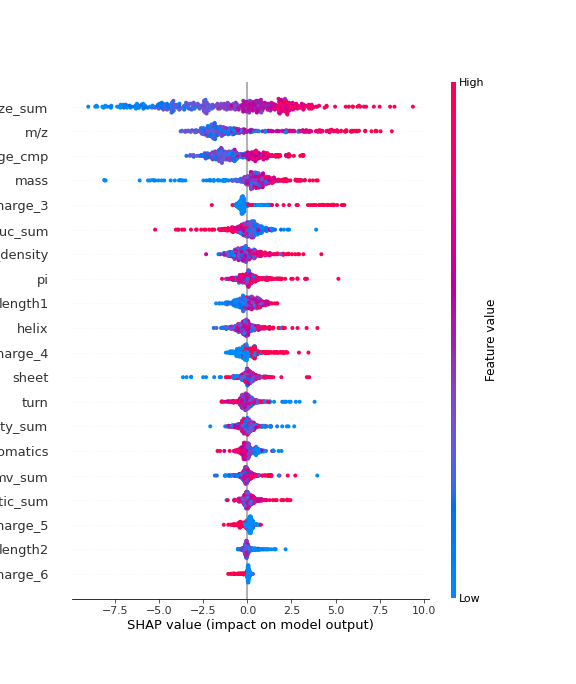 High
ze_sum
m/z
ge_cmp
mass
harge_3
uc_sum
_density
pi
length1
helix
harge_4
sheet
turn
ty_sum
omatics
mv_sum
tic_sum
harge_5
length2
harge_6
Low
Feature value
−7.5 −5.0 −2.5 0.0 2.5 5.0 7.5 10.0
SHAP value (impact on model output)